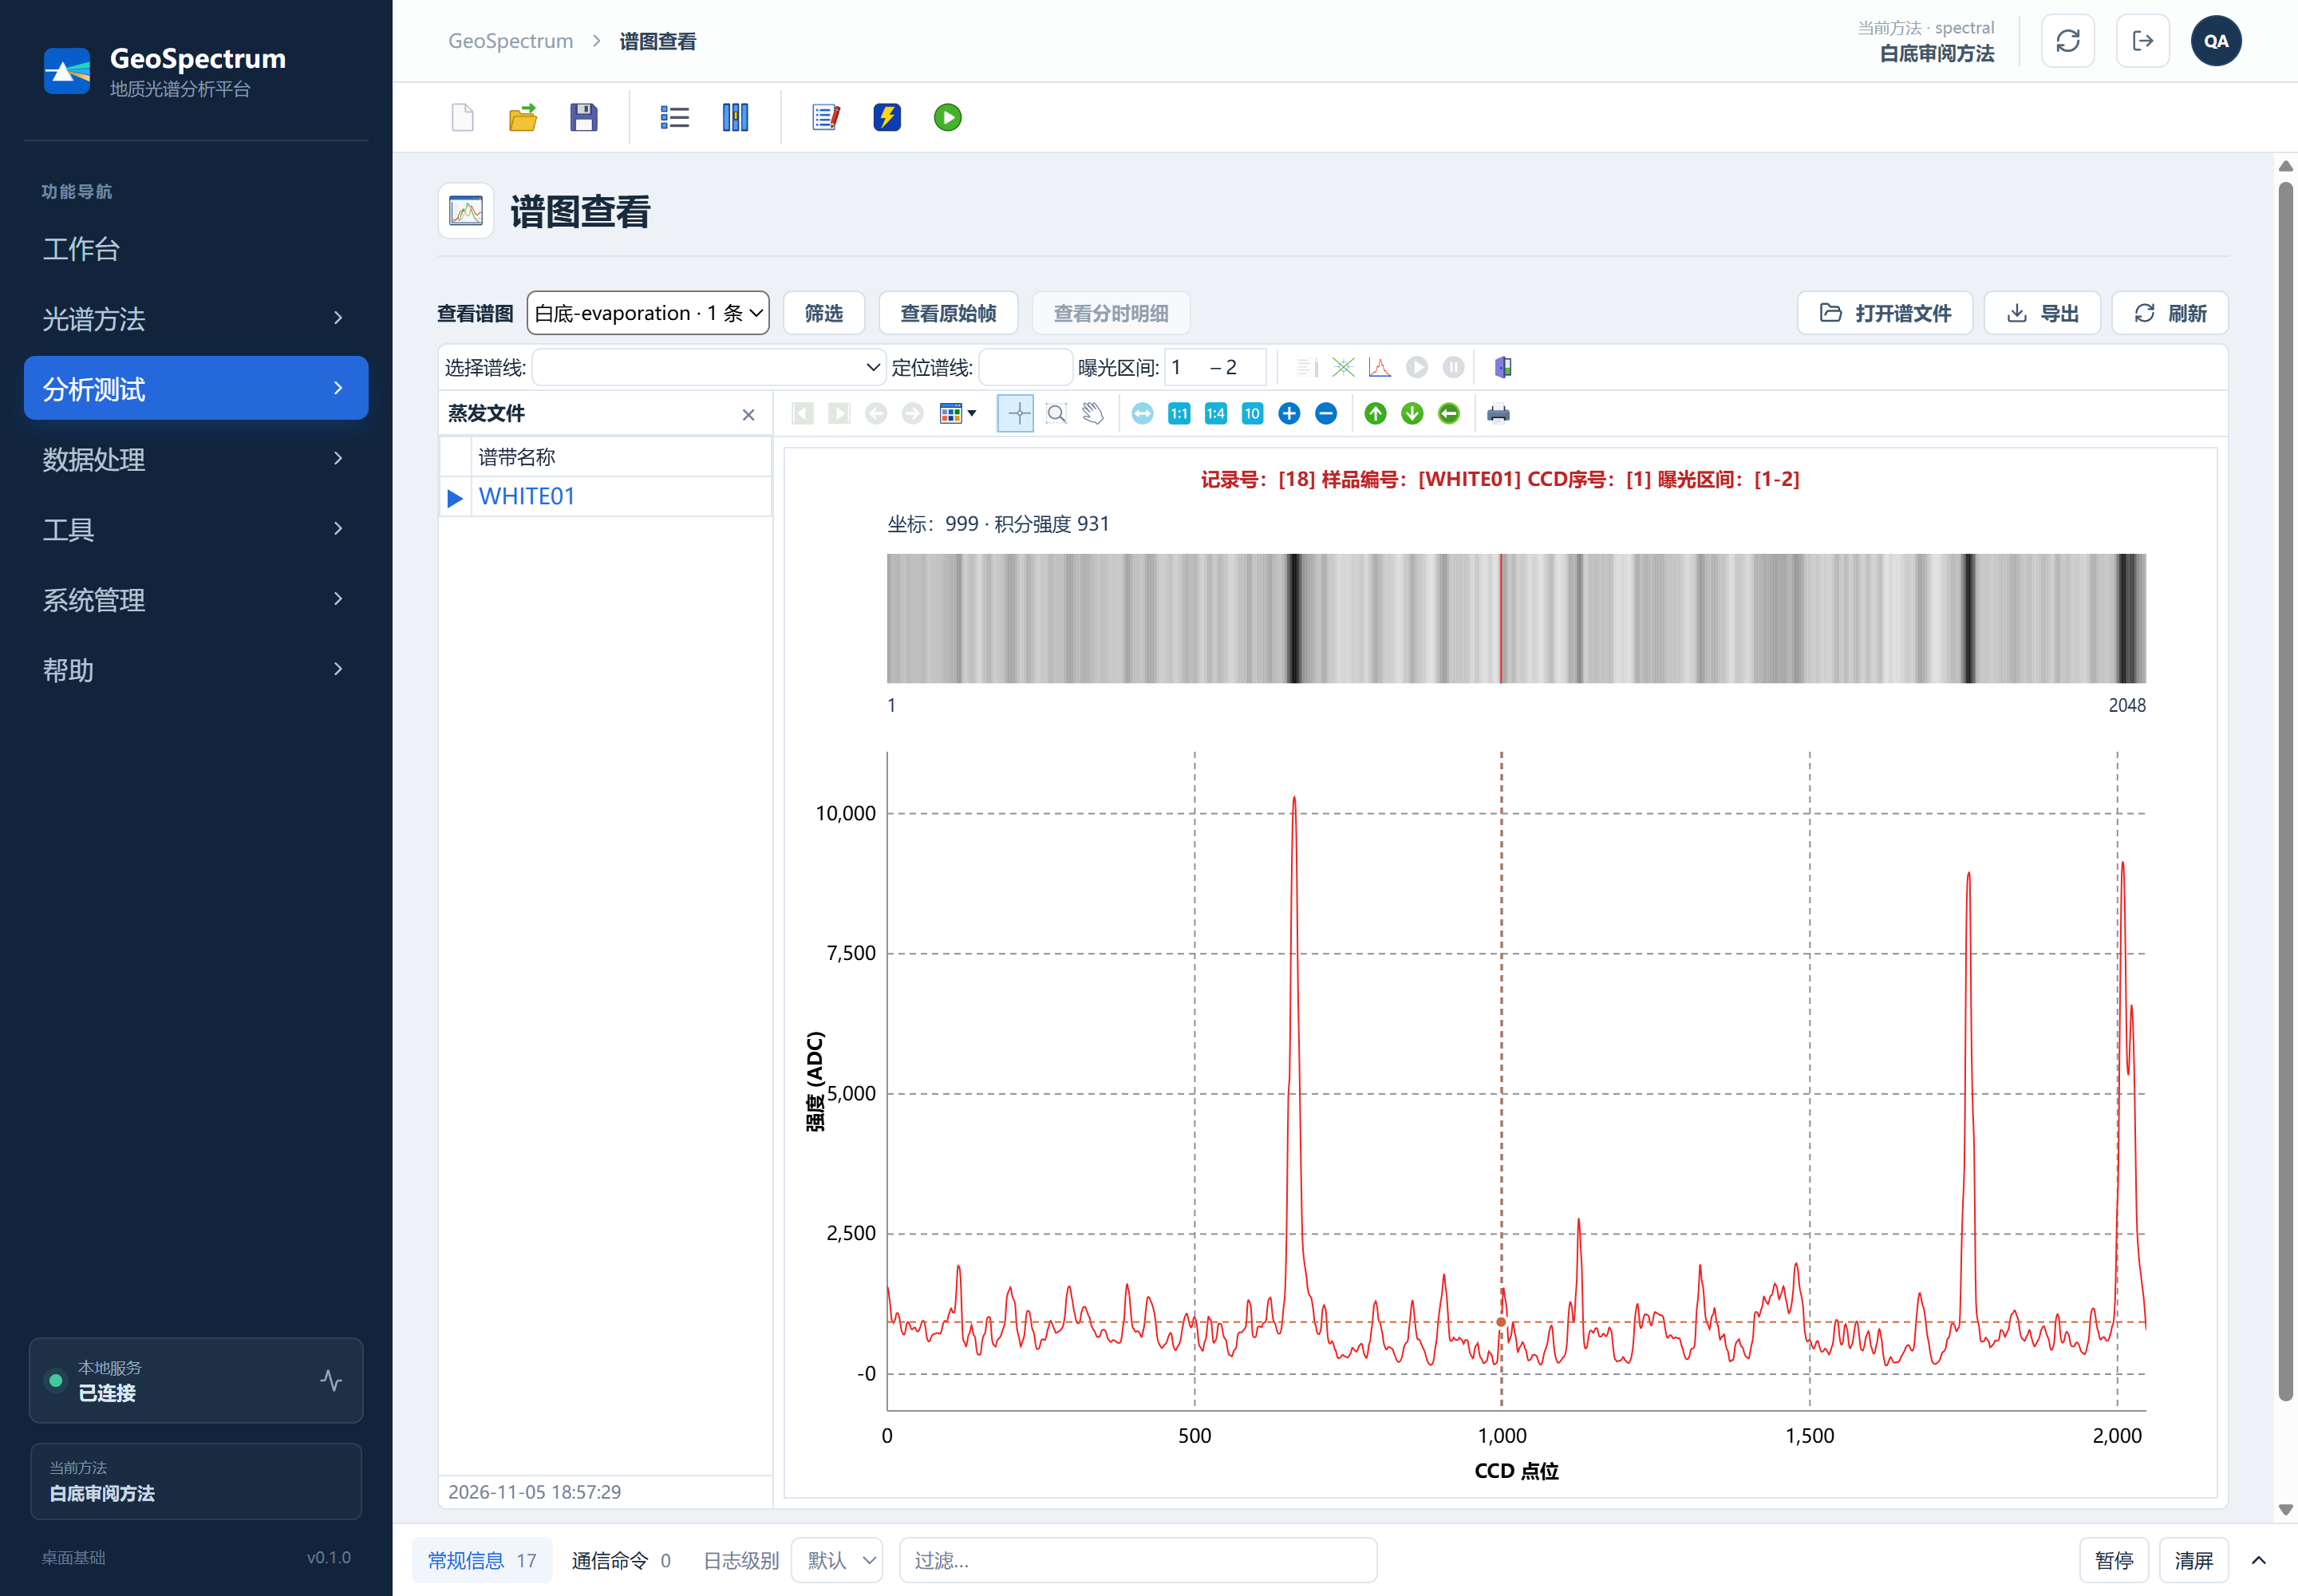 GeoSpectrum
地质光谱分析平台
功能导航
工作台
光谱方法
分析测试
数据处理
工具
系统管理
帮助
本地服务
已连接
当前方法
白底审阅方法
桌面基础 v0.1.0
GeoSpectrum 谱图查看
当前方法 · spectral
白底审阅方法
QA
谱图查看
查看谱图 白底-evaporation · 1 条 筛选 查看原始帧 查看分时明细 打开谱文件 导出 刷新
选择谱线: 定位谱线: 曝光区间: 1 – 2
蒸发文件
1:1 1:4 10
谱带名称
WHITE01
2026-11-05 18:57:29
记录号：[18] 样品编号：[WHITE01] CCD序号：[1] 曝光区间：[1-2]
坐标：999 · 积分强度 931
1 2048
10,000
7,500
5,000
2,500
-0
强度 (ADC)
0 500 1,000 1,500 2,000
CCD 点位
常规信息 17 通信命令 0 日志级别 默认 过滤... 暂停 清屏